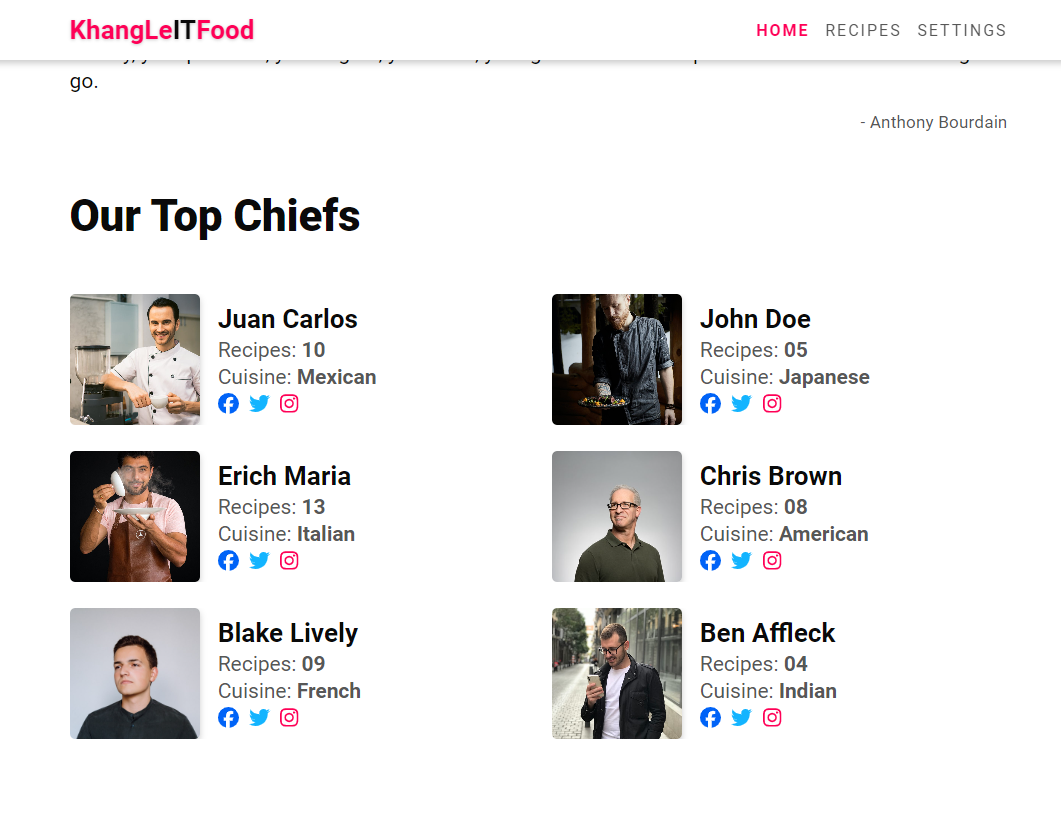 KhangLeITFood
HOME RECIPES SETTINGS
go.
- Anthony Bourdain
Our Top Chiefs
Juan Carlos
Recipes: 10
Cuisine: Mexican
John Doe
Recipes: 05
Cuisine: Japanese
Erich Maria
Recipes: 13
Cuisine: Italian
Chris Brown
Recipes: 08
Cuisine: American
Blake Lively
Recipes: 09
Cuisine: French
Ben Affleck
Recipes: 04
Cuisine: Indian